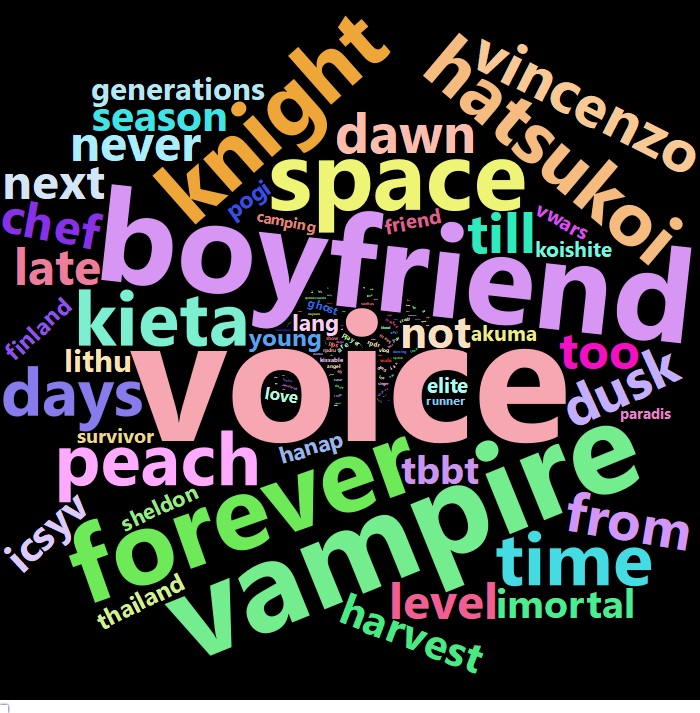 knight
vincenzo
hatsukoi
generations
season
never
dawn
space
next
pogi
camping
friend
till
vwars
koishite
chef
boyfriend
late
ghost
kieta
lang
young
not
akuma
too
finland
lithu
voice
kissable
angel
days
love
elite
runner
dusk
paradis
survivor
peach
hanap
tbbt
icsyv
sheldon
forever
vampire
from
time
thailand
level
imortal
harvest